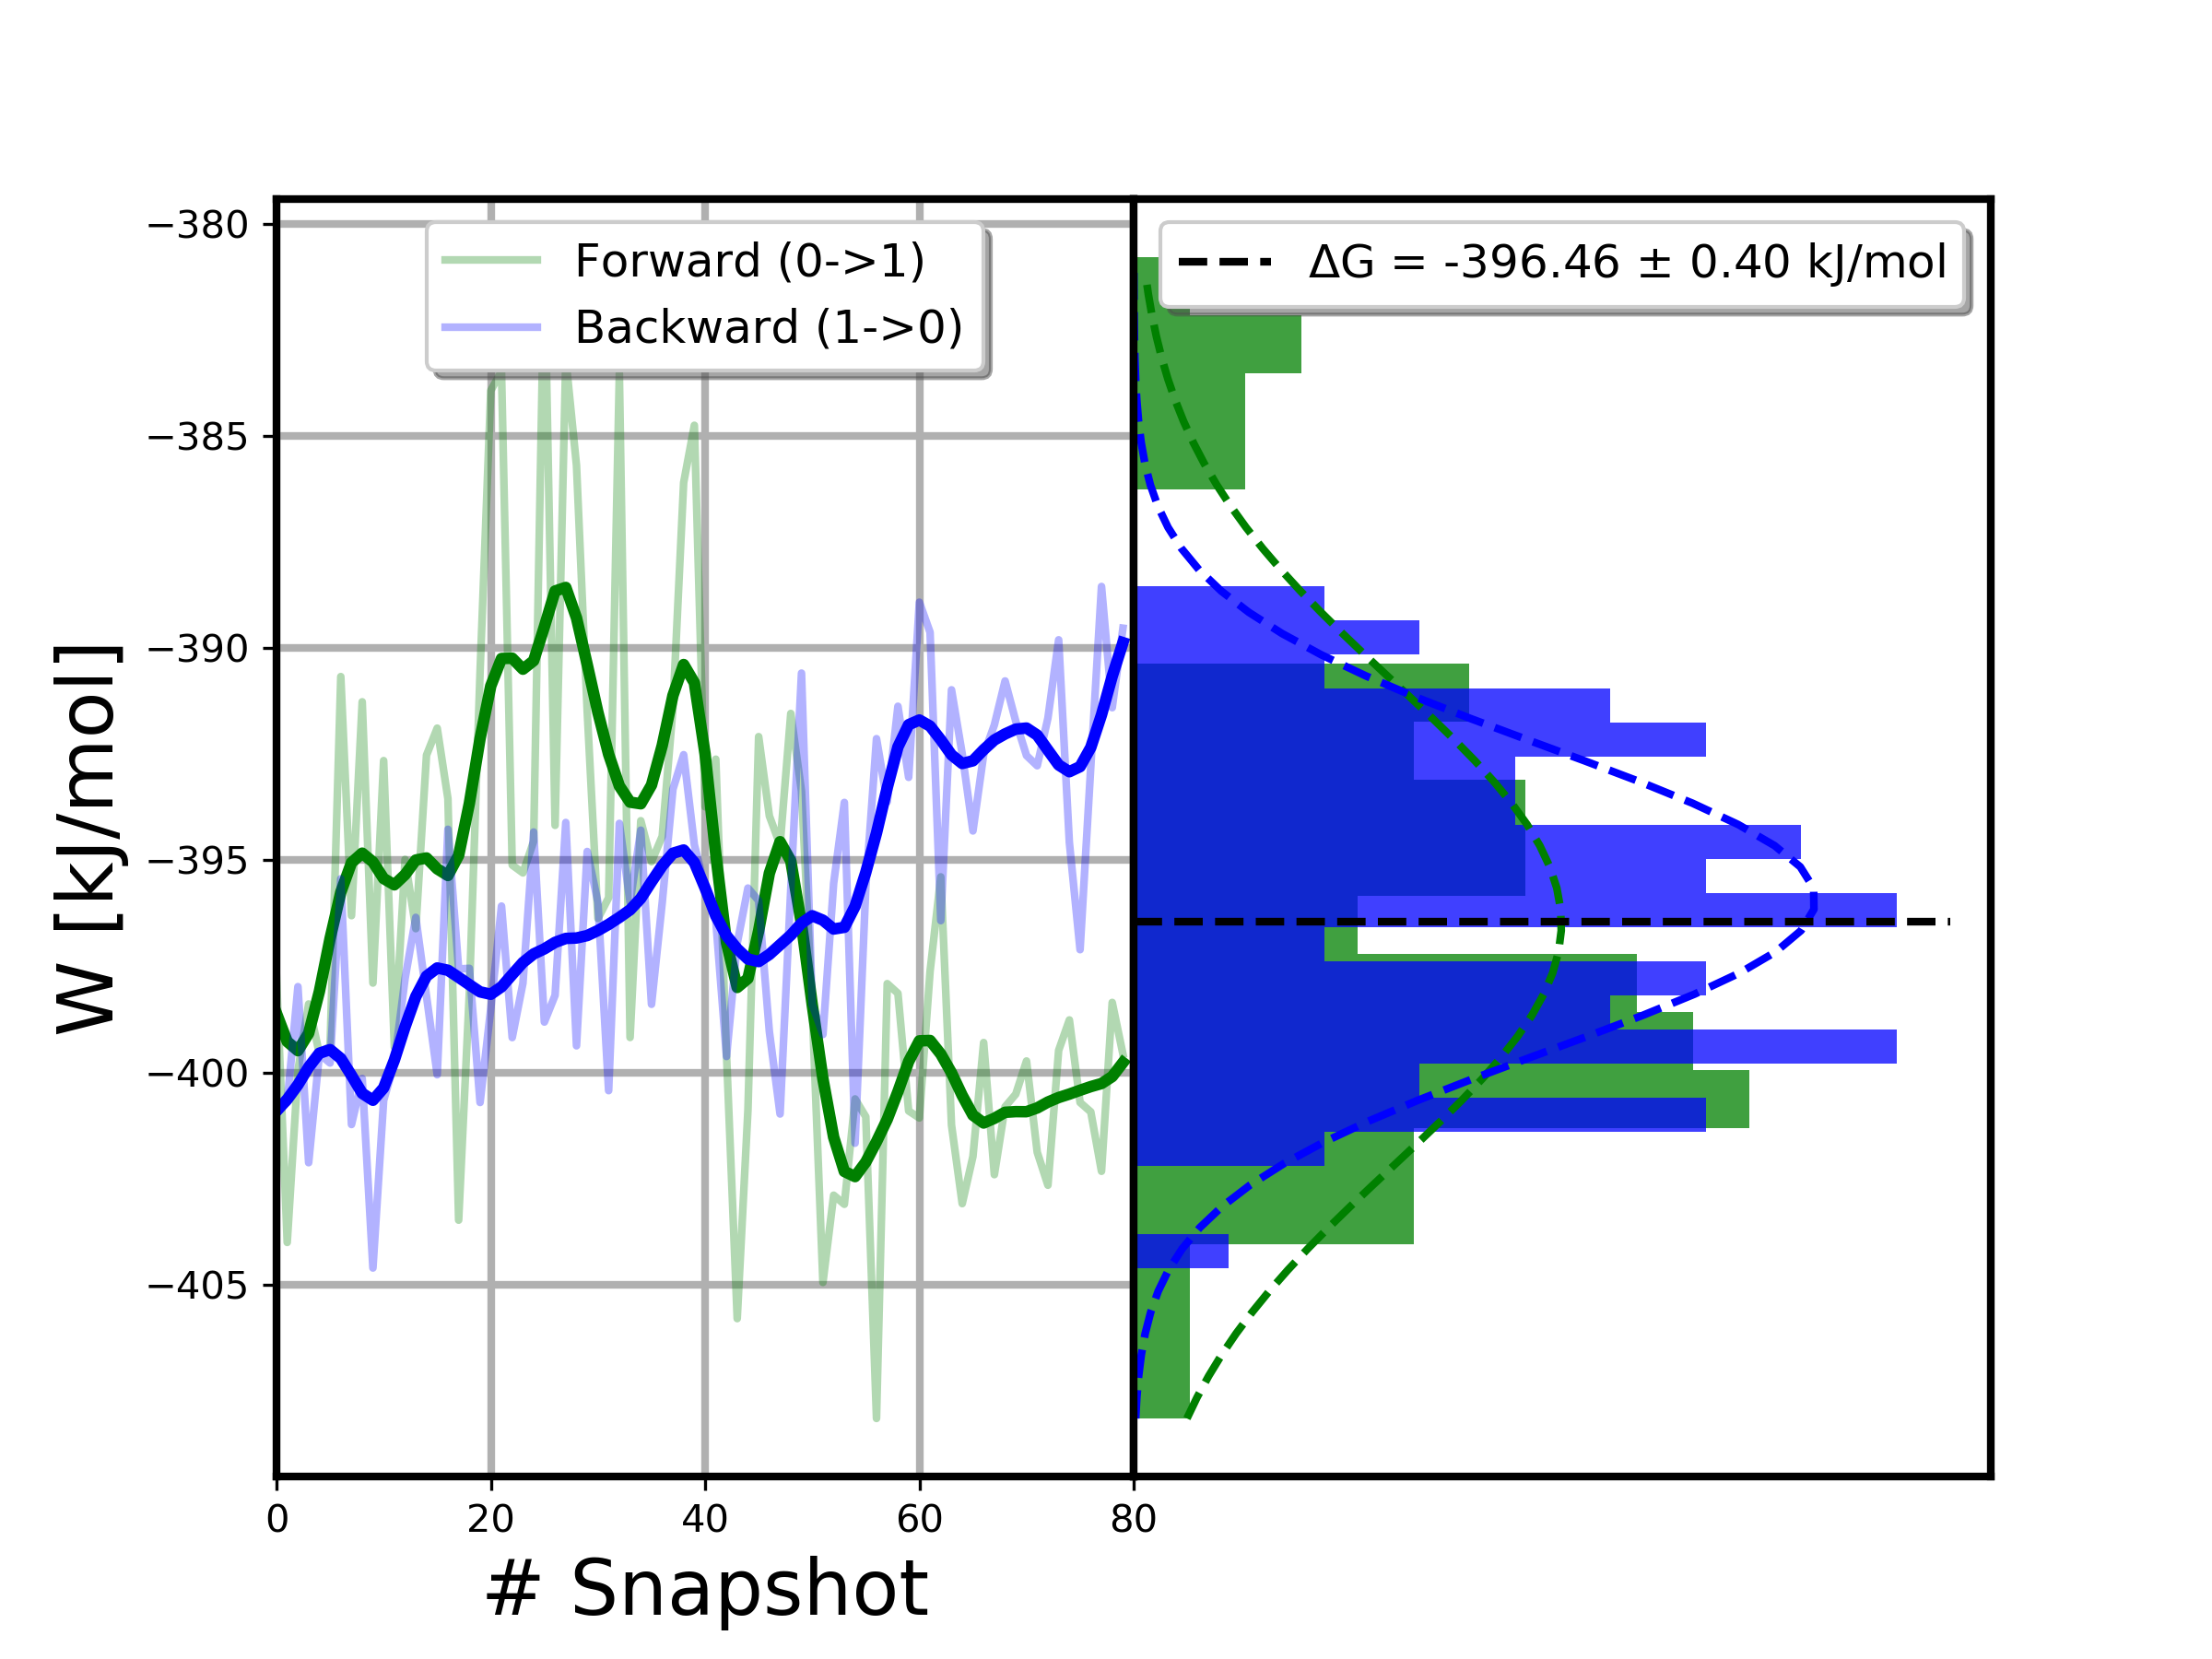 Forward (0->1)
Backward (1->0)
ΔG = -396.46 ± 0.40 kJ/mol
W [kJ/mol]
−380
−385
−390
−395
−400
−405
0 20 40 60 80
# Snapshot